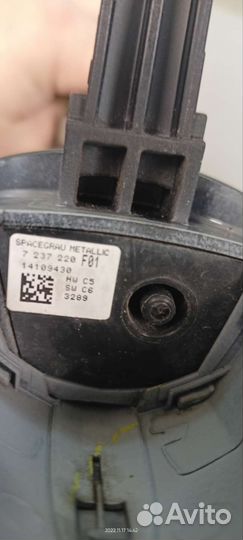 SPACEGRAU METALLIC
7 237 220 F01
14109430
HW C5
SW C6
3289
2022.11.17 14:42
Avito